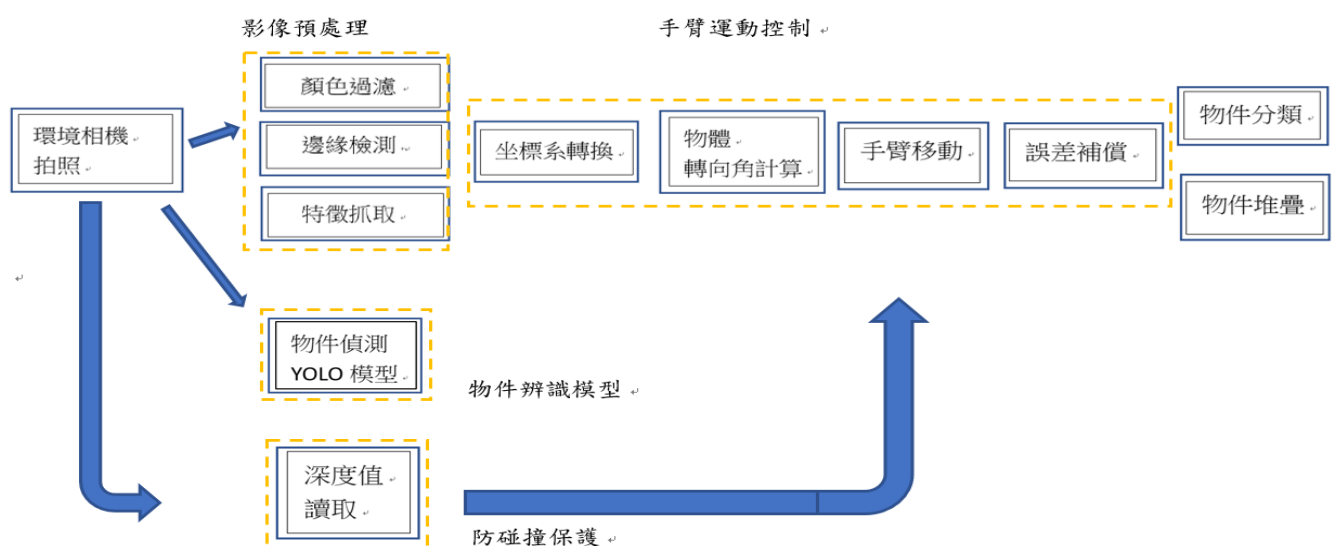 影像預處理
手臂運動控制
顏色過濾
環境相機
拍照
邊緣檢測
特徵抓取
坐標系轉換
物體
轉向角計算
手臂移動
誤差補償
物件分類
物件堆疊
物件偵測
YOLO 模型
物件辨識模型
深度值
讀取
防碰撞保護